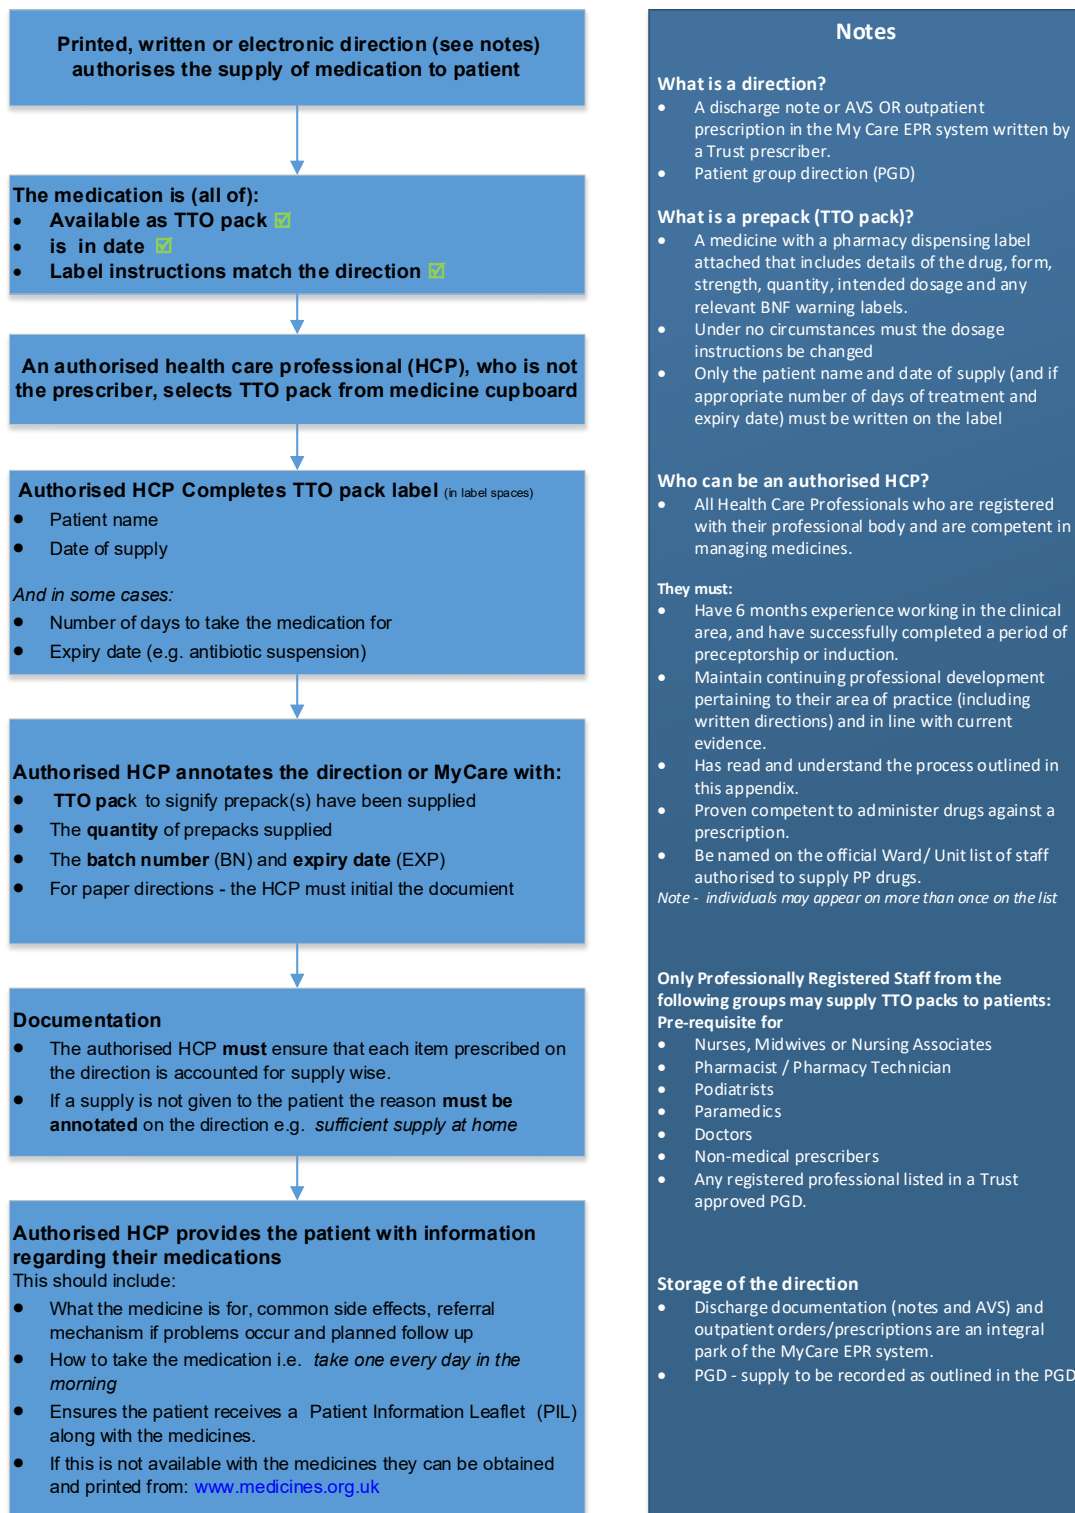 Printed, written or electronic direction (see notes)
authorises the supply of medication to patient
The medication is (all of):
• Available as TTO pack ☑
• is in date ☑
• Label instructions match the direction ☑
An authorised health care professional (HCP), who is not
the prescriber, selects TTO pack from medicine cupboard
Authorised HCP Completes TTO pack label (in label spaces)
• Patient name
• Date of supply
And in some cases:
• Number of days to take the medication for
• Expiry date (e.g. antibiotic suspension)
Authorised HCP annotates the direction or MyCare with:
• TTO pack to signify prepack(s) have been supplied
• The quantity of prepacks supplied
• The batch number (BN) and expiry date (EXP)
• For paper directions - the HCP must initial the documient
Documentation
• The authorised HCP must ensure that each item prescribed on
the direction is accounted for supply wise.
• If a supply is not given to the patient the reason must be
annotated on the direction e.g. sufficient supply at home
Authorised HCP provides the patient with information
regarding their medications
This should include:
• What the medicine is for, common side effects, referral
mechanism if problems occur and planned follow up
• How to take the medication i.e. take one every day in the
morning
• Ensures the patient receives a Patient Information Leaflet (PIL)
along with the medicines.
• If this is not available with the medicines they can be obtained
and printed from: www.medicines.org.uk
Notes
What is a direction?
• A discharge note or AVS OR outpatient
prescription in the My Care EPR system written by
a Trust prescriber.
• Patient group direction (PGD)
What is a prepack (TTO pack)?
• A medicine with a pharmacy dispensing label
attached that includes details of the drug, form,
strength, quantity, intended dosage and any
relevant BNF warning labels.
• Under no circumstances must the dosage
instructions be changed
• Only the patient name and date of supply (and if
appropriate number of days of treatment and
expiry date) must be written on the label
Who can be an authorised HCP?
• All Health Care Professionals who are registered
with their professional body and are competent in
managing medicines.
They must:
• Have 6 months experience working in the clinical
area, and have successfully completed a period of
preceptorship or induction.
• Maintain continuing professional development
pertaining to their area of practice (including
written directions) and in line with current
evidence.
• Has read and understand the process outlined in
this appendix.
• Proven competent to administer drugs against a
prescription.
• Be named on the official Ward/ Unit list of staff
authorised to supply PP drugs.
Note - individuals may appear on more than once on the list
Only Professionally Registered Staff from the
following groups may supply TTO packs to patients:
Pre-requisite for
• Nurses, Midwives or Nursing Associates
• Pharmacist / Pharmacy Technician
• Podiatrists
• Paramedics
• Doctors
• Non-medical prescribers
• Any registered professional listed in a Trust
approved PGD.
Storage of the direction
• Discharge documentation (notes and AVS) and
outpatient orders/prescriptions are an integral
park of the MyCare EPR system.
• PGD - supply to be recorded as outlined in the PGD